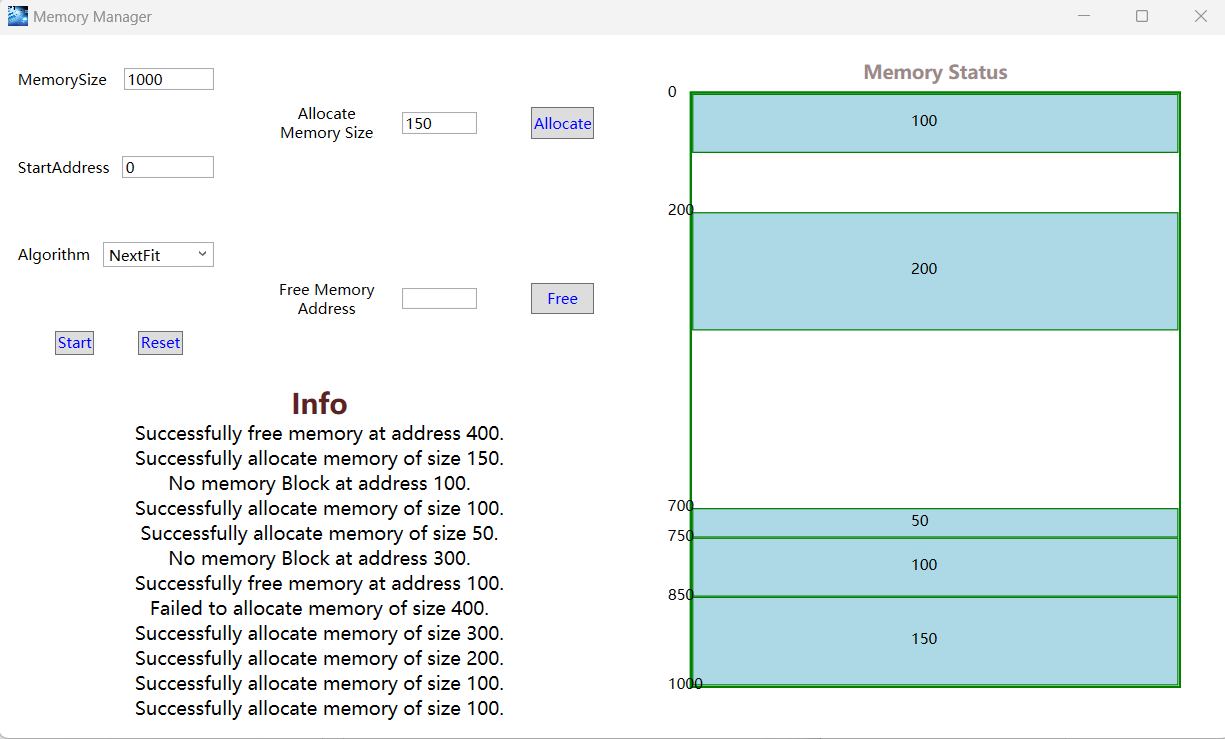 Memory Manager
MemorySize 1000
Allocate
Memory Size 150 Allocate
StartAddress 0
Algorithm NextFit
Free Memory
Address Free
Start Reset
Info
Successfully free memory at address 400.
Successfully allocate memory of size 150.
No memory Block at address 100.
Successfully allocate memory of size 100.
Successfully allocate memory of size 50.
No memory Block at address 300.
Successfully free memory at address 100.
Failed to allocate memory of size 400.
Successfully allocate memory of size 300.
Successfully allocate memory of size 200.
Successfully allocate memory of size 100.
Successfully allocate memory of size 100.
Memory Status
0
100
200
200
700
50
750
100
850
150
1000